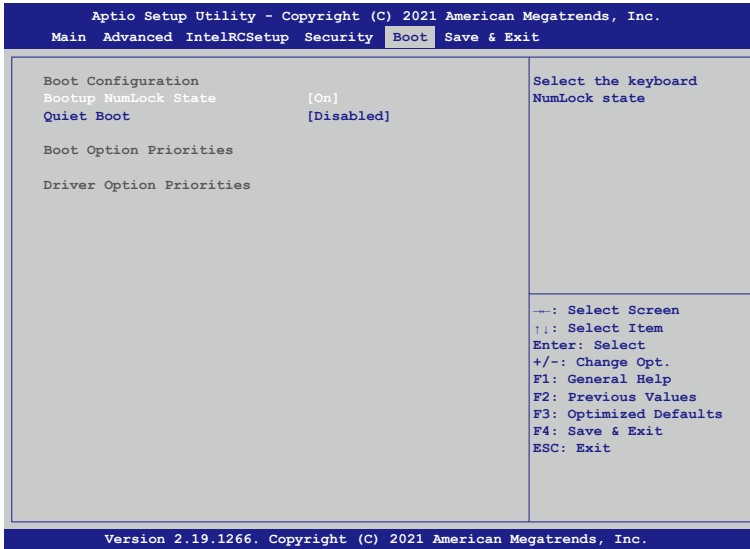 Aptio Setup Utility - Copyright (C) 2021 American Megatrends, Inc.
Main Advanced IntelRCSetup Security Boot Save & Exit
Boot Configuration
Bootup NumLock State [On]
Quiet Boot [Disabled]
Boot Option Priorities
Driver Option Priorities
Select the keyboard
NumLock state
→←: Select Screen
↑↓: Select Item
Enter: Select
+/-: Change Opt.
F1: General Help
F2: Previous Values
F3: Optimized Defaults
F4: Save & Exit
ESC: Exit
Version 2.19.1266. Copyright (C) 2021 American Megatrends, Inc.